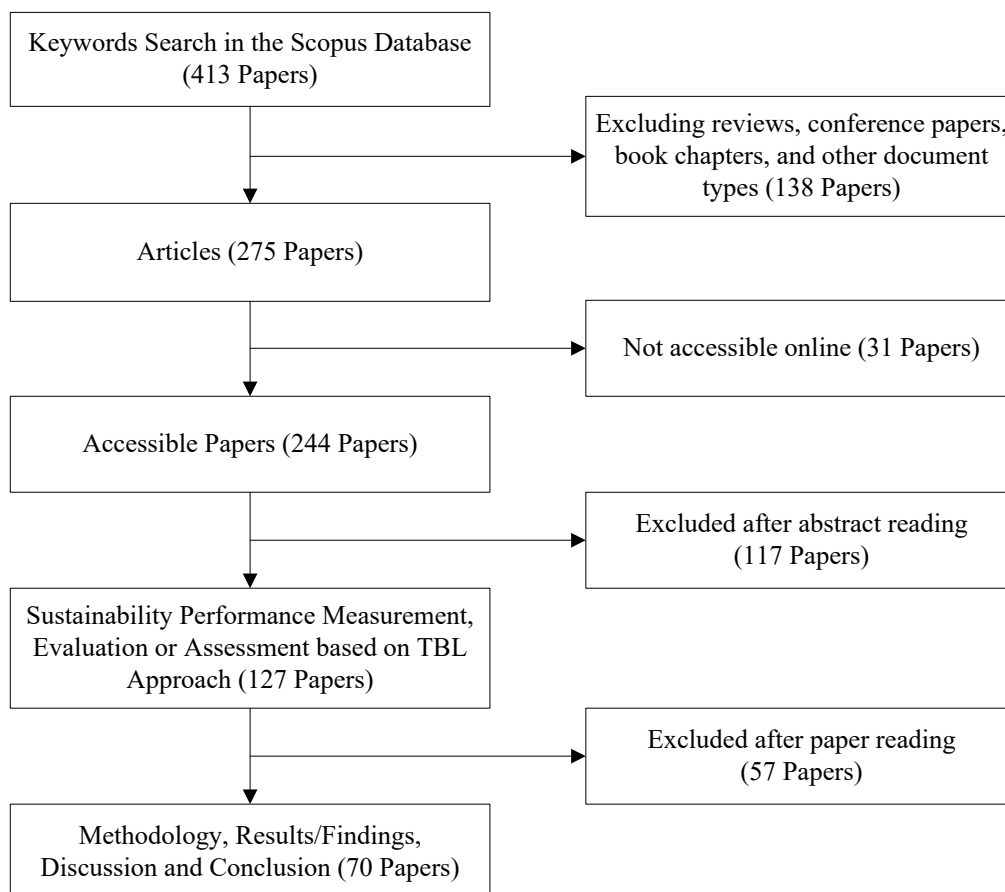 Keywords Search in the Scopus Database
(413 Papers)
Excluding reviews, conference papers,
book chapters, and other document
types (138 Papers)
Articles (275 Papers)
Not accessible online (31 Papers)
Accessible Papers (244 Papers)
Excluded after abstract reading
(117 Papers)
Sustainability Performance Measurement,
Evaluation or Assessment based on TBL
Approach (127 Papers)
Excluded after paper reading
(57 Papers)
Methodology, Results/Findings,
Discussion and Conclusion (70 Papers)